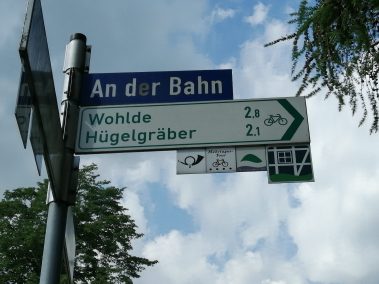 An der Bahn
Wohlde 2,8
Hügelgräber 2,1